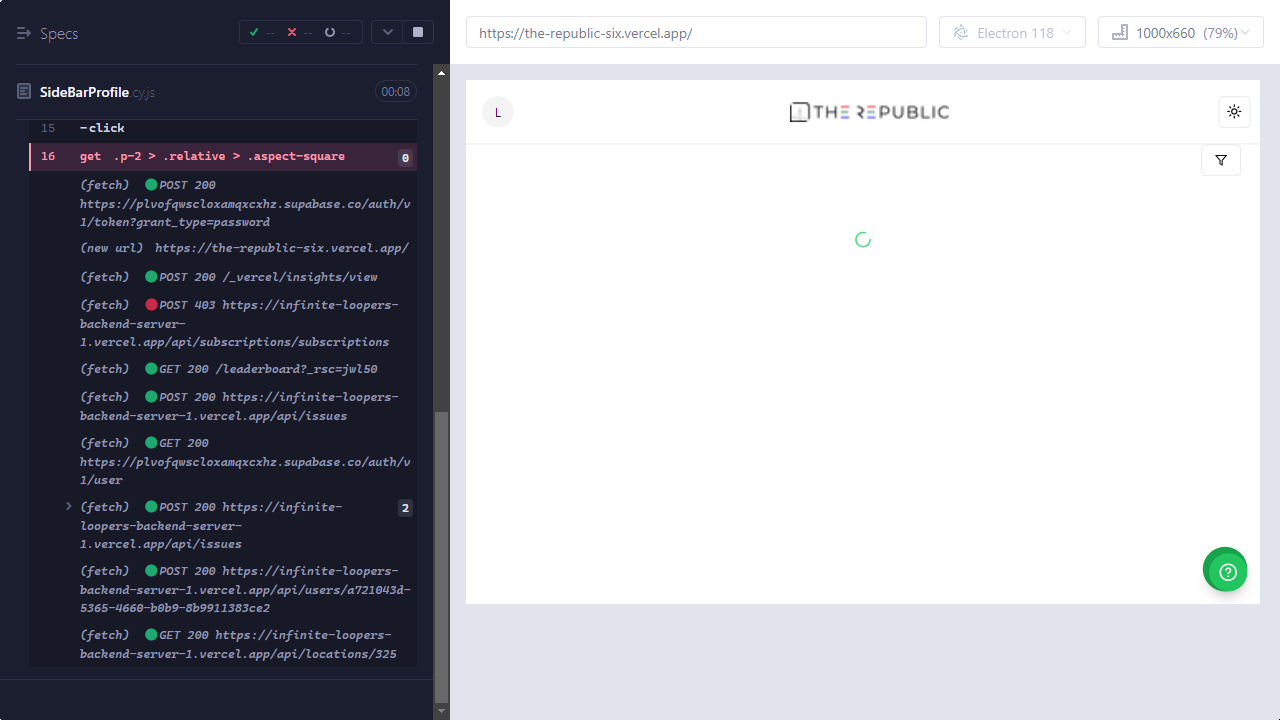 Specs
--
--
--
https://the-republic-six.vercel.app/
Electron 118
1000x660 (79%)
SideBarProfile.cy.js
00:08
15 -click
16 get .p-2 > .relative > .aspect-square 0
(fetch) POST 200
https://plvofqwscloxamqxcxhz.supabase.co/auth/v
1/token?grant_type=password
(new url) https://the-republic-six.vercel.app/
(fetch) POST 200 /_vercel/insights/view
(fetch) POST 403 https://infinite-loopers-
backend-server-
1.vercel.app/api/subscriptions/subscriptions
(fetch) GET 200 /leaderboard?_rsc=jwl50
(fetch) POST 200 https://infinite-loopers-
backend-server-1.vercel.app/api/issues
(fetch) GET 200
https://plvofqwscloxamqxcxhz.supabase.co/auth/v
1/user
(fetch) POST 200 https://infinite- 2
loopers-backend-server-
1.vercel.app/api/issues
(fetch) POST 200 https://infinite-loopers-
backend-server-1.vercel.app/api/users/a721043d-
5365-4660-b0b9-8b9911383ce2
(fetch) GET 200 https://infinite-loopers-
backend-server-1.vercel.app/api/locations/325
L
THE REPUBLIC